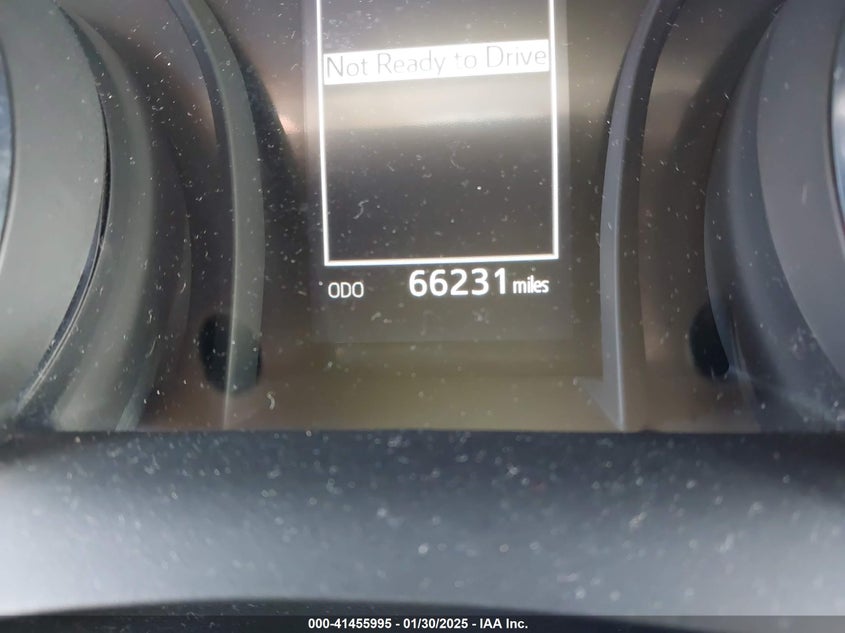 Not Ready to Drive
ODO 66231 miles
000-41455995 - 01/30/2025 - IAA Inc.